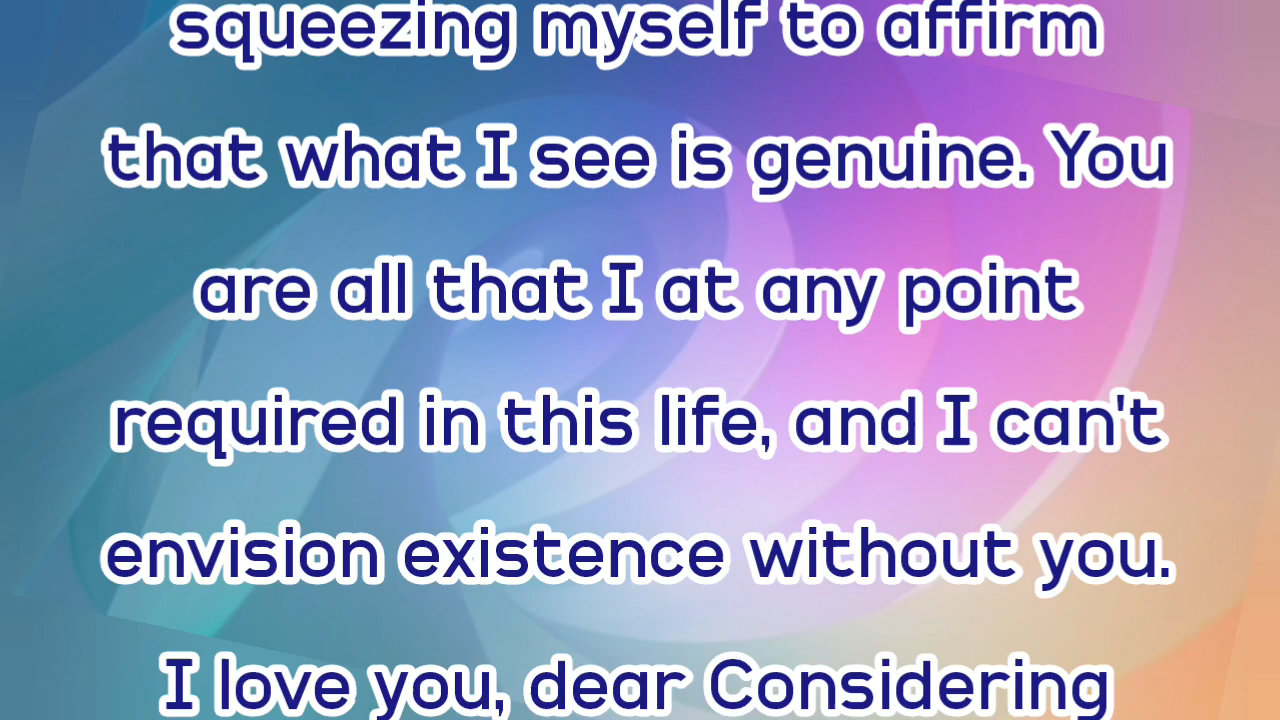 squeezing myself to affirm
that what I see is genuine. You
are all that I at any point
required in this life, and I can't
envision existence without you.
I love you, dear Considering